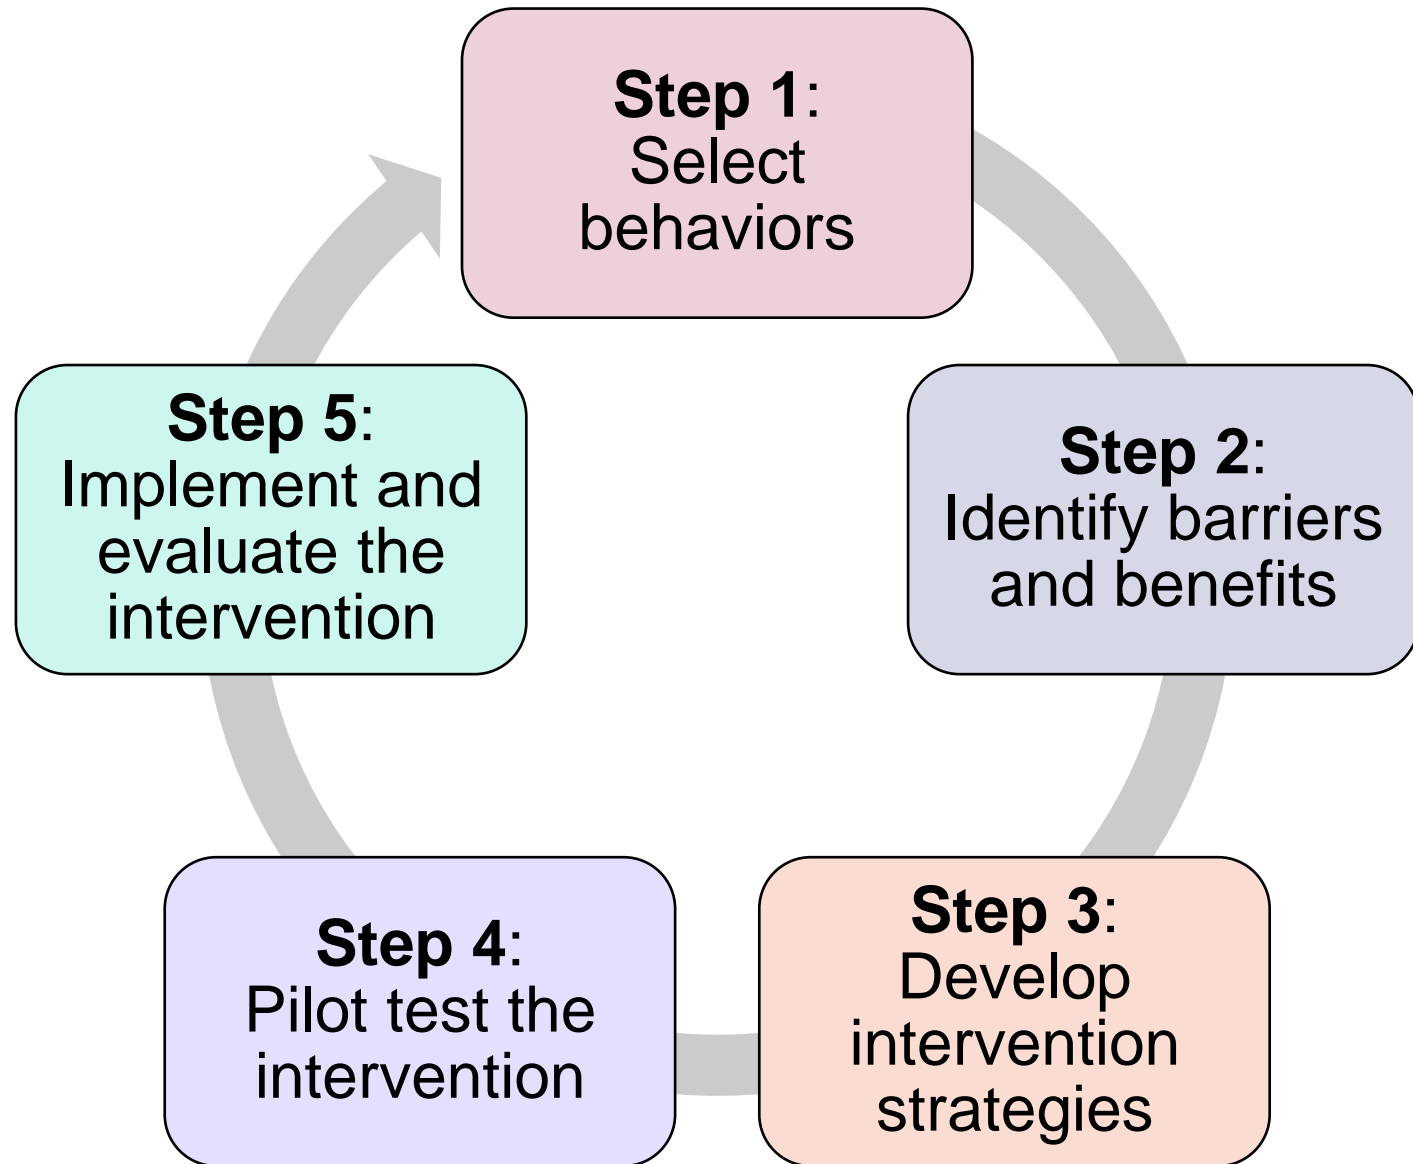 Step 1:
Select
behaviors
Step 2:
Identify barriers
and benefits
Step 3:
Develop
intervention
strategies
Step 4:
Pilot test the
intervention
Step 5:
Implement and
evaluate the
intervention